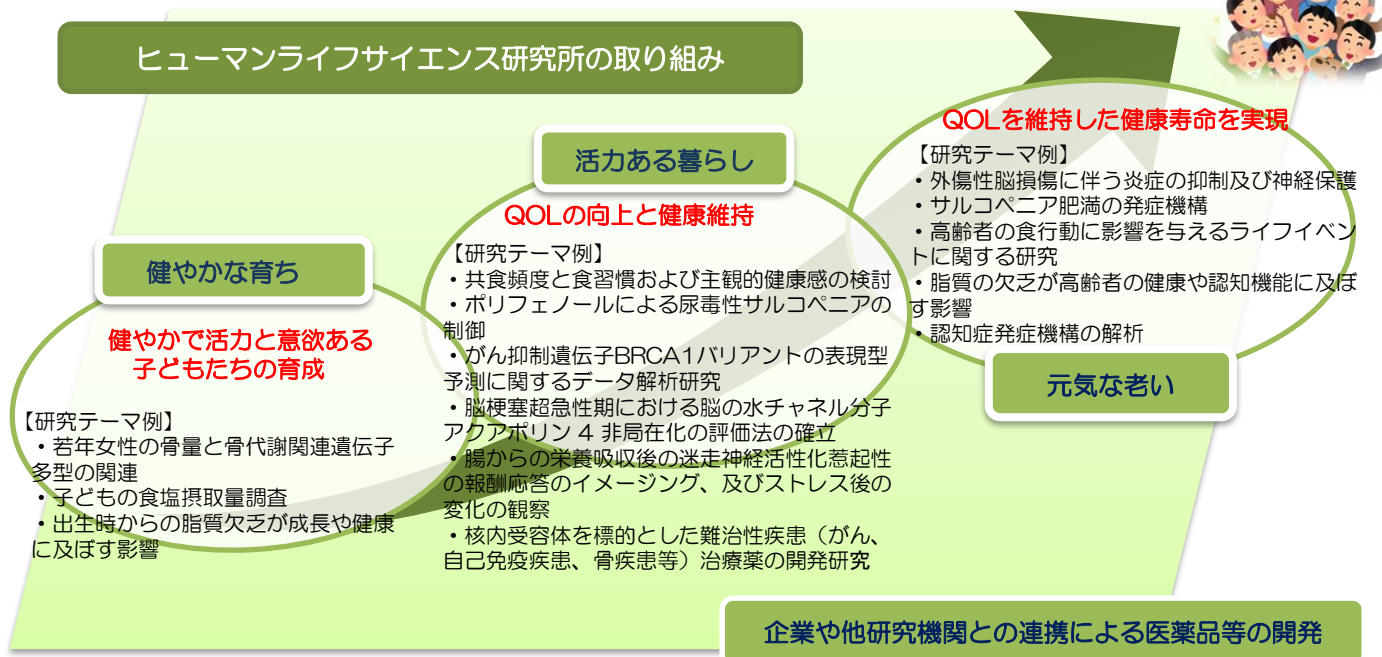 ヒューマンライフサイエンス研究所の取り組み
健やかな育ち
健やかで活力と意欲ある
子どもたちの育成
【研究テーマ例】
・若年女性の骨量と骨代謝関連遺伝子
多型の関連
・子どもの食塩摂取量調査
・出生時からの脂質欠乏が成長や健康
に及ぼす影響
活力ある暮らし
QOLの向上と健康維持
【研究テーマ例】
・共食頻度と食習慣および主観的健康感の検討
・ポリフェノールによる尿毒性サルコペニアの
制御
・がん抑制遺伝子BRCA1バリアントの表現型
予測に関するデータ解析研究
・脳梗塞超急性期における脳の水チャネル分子
アクアポリン 4 非局在化の評価法の確立
・腸からの栄養吸収後の迷走神経活性化惹起性
の報酬応答のイメージング、及びストレス後の
変化の観察
・核内受容体を標的とした難治性疾患（がん、
自己免疫疾患、骨疾患等）治療薬の開発研究
QOLを維持した健康寿命を実現
【研究テーマ例】
・外傷性脳損傷に伴う炎症の抑制及び神経保護
・サルコペニア肥満の発症機構
・高齢者の食行動に影響を与えるライフイベン
トに関する研究
・脂質の欠乏が高齢者の健康や認知機能に及ぼ
す影響
・認知症発症機構の解析
元気な老い
企業や他研究機関との連携による医薬品等の開発